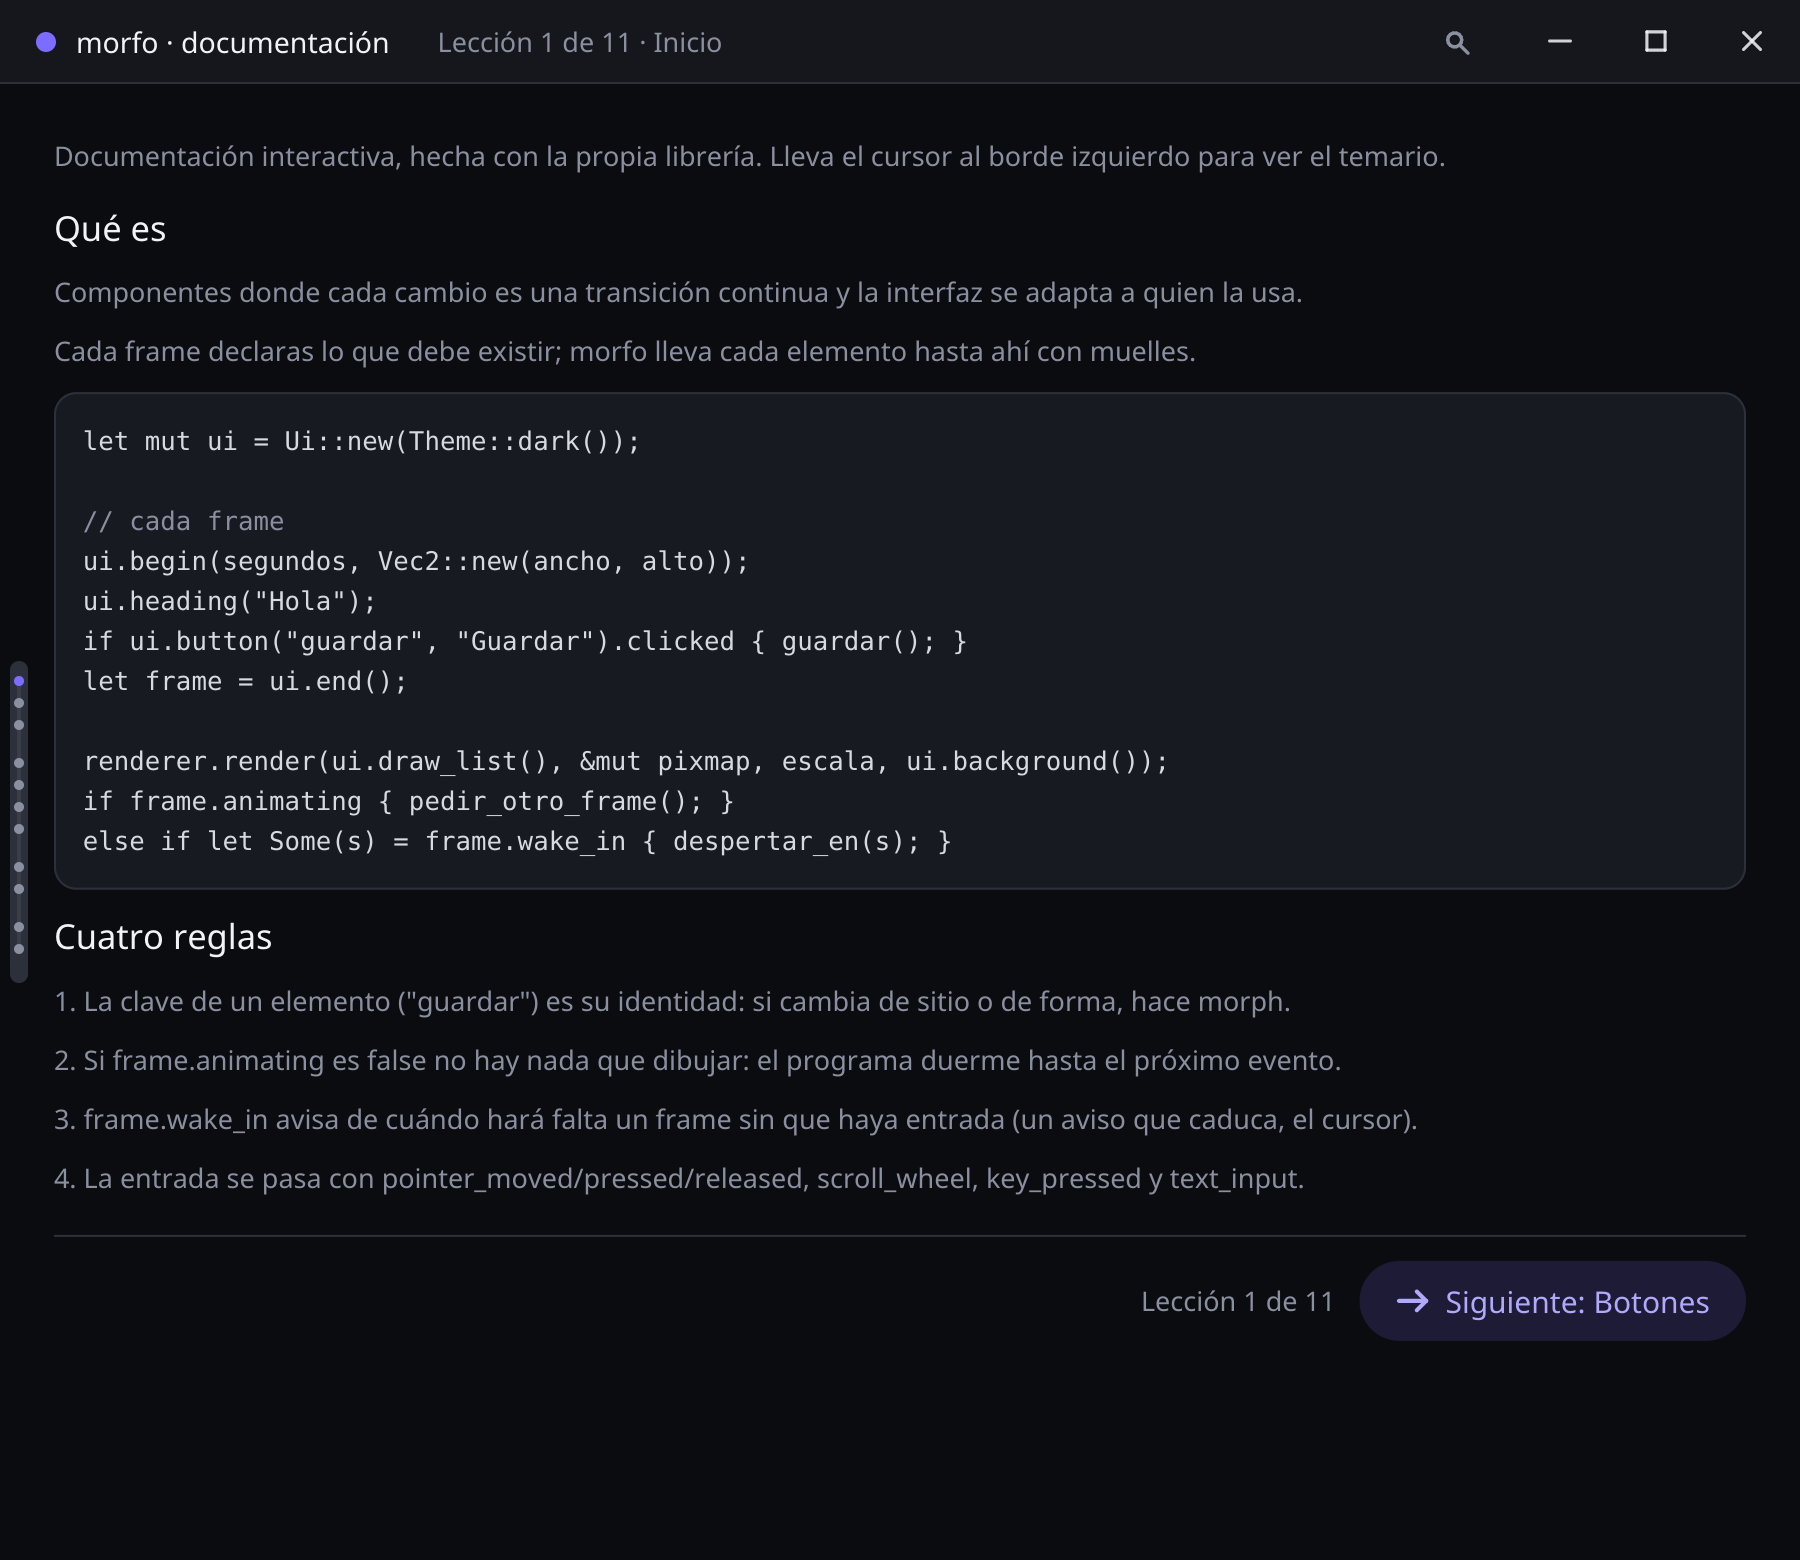 morfo · documentación
Lección 1 de 11 · Inicio
Documentación interactiva, hecha con la propia librería. Lleva el cursor al borde izquierdo para ver el temario.
Qué es
Componentes donde cada cambio es una transición continua y la interfaz se adapta a quien la usa.
Cada frame declaras lo que debe existir; morfo lleva cada elemento hasta ahí con muelles.
let mut ui = Ui::new(Theme::dark());
// cada frame
ui.begin(segundos, Vec2::new(ancho, alto));
ui.heading("Hola");
if ui.button("guardar", "Guardar").clicked { guardar(); }
let frame = ui.end();
renderer.render(ui.draw_list(), &mut pixmap, escala, ui.background());
if frame.animating { pedir_otro_frame(); }
else if let Some(s) = frame.wake_in { despertar_en(s); }
Cuatro reglas
1. La clave de un elemento ("guardar") es su identidad: si cambia de sitio o de forma, hace morph.
2. Si frame.animating es false no hay nada que dibujar: el programa duerme hasta el próximo evento.
3. frame.wake_in avisa de cuándo hará falta un frame sin que haya entrada (un aviso que caduca, el cursor).
4. La entrada se pasa con pointer_moved/pressed/released, scroll_wheel, key_pressed y text_input.
Lección 1 de 11
Siguiente: Botones